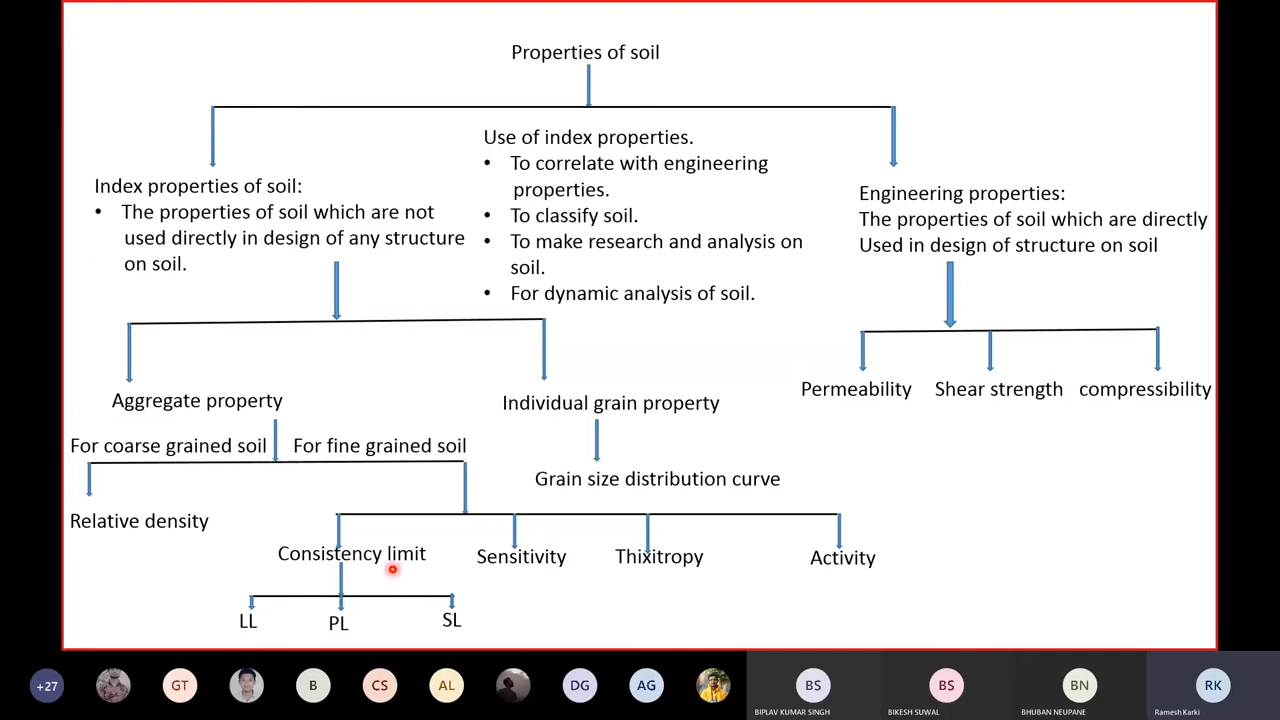 Properties of soil
Use of index properties.
• To correlate with engineering
properties.
• To classify soil.
• To make research and analysis on
soil.
• For dynamic analysis of soil.
Index properties of soil:
• The properties of soil which are not
used directly in design of any structure
on soil.
Engineering properties:
The properties of soil which are directly
Used in design of structure on soil
Permeability
Shear strength
compressibility
Aggregate property
Individual grain property
For coarse grained soil
For fine grained soil
Grain size distribution curve
Relative density
Consistency limit
Sensitivity
Thixitropy
Activity
LL
PL
SL
+27
GT
B
CS
AL
DG
AG
BS
BIPLAV KUMAR SINGH
BS
BIKESH SUWAL
BN
BHUBAN NEUPANE
RK
Ramesh Karki